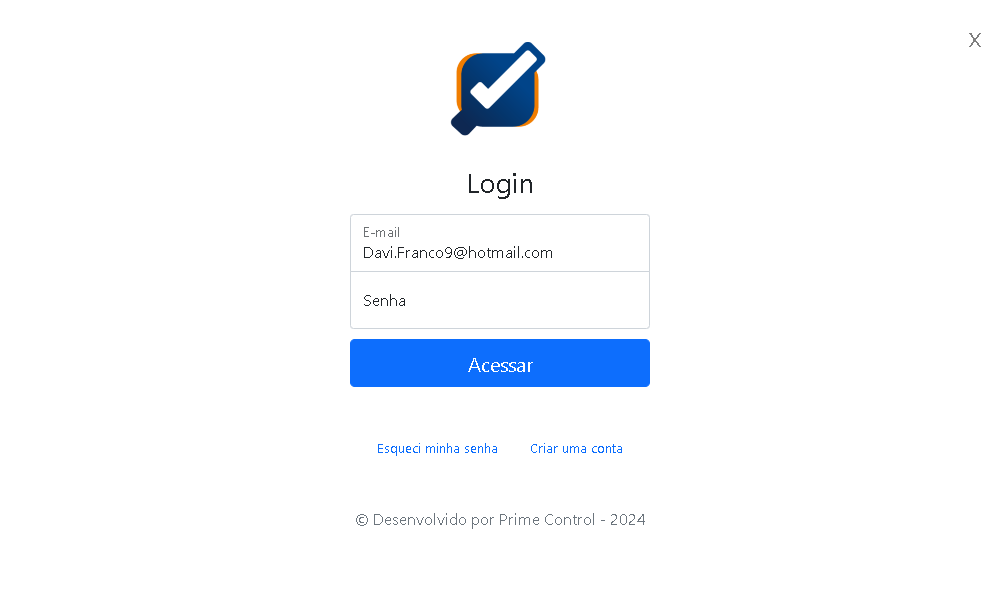 X
Login
E-mail
Davi.Franco9@hotmail.com
Senha
Acessar
Esqueci minha senha Criar uma conta
© Desenvolvido por Prime Control - 2024